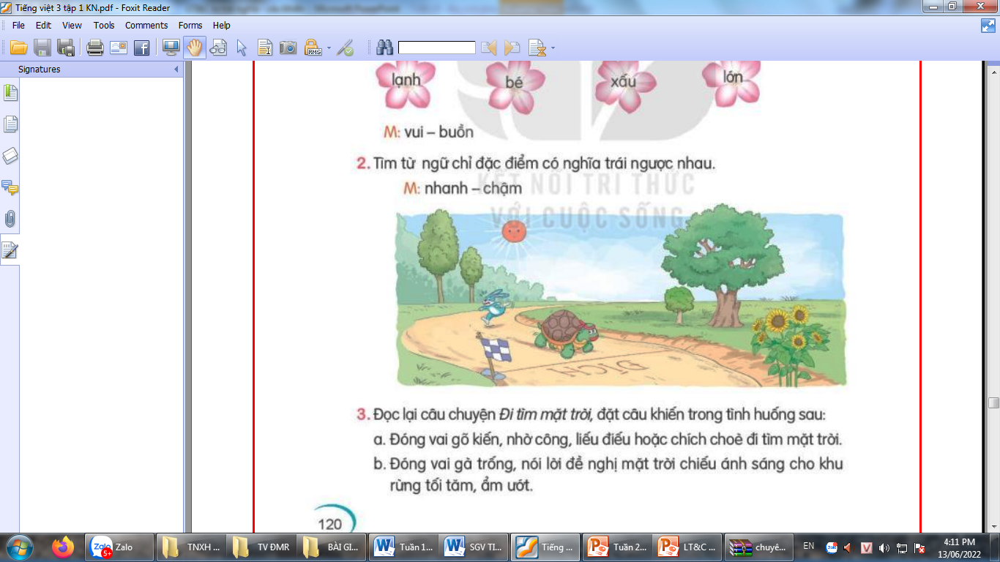 Tiếng việt 3 tập 1 KN.pdf - Foxit Reader
File Edit View Tools Comments Forms Help
RMS
Signatures
lạnh bé xấu lớn
M: vui – buồn
2. Tìm từ ngữ chỉ đặc điểm có nghĩa trái ngược nhau.
KẾT NỐI TRI THỨC
M: nhanh – chậm
VỚI CUỘC SỐNG
ĐÍCH
3. Đọc lại câu chuyện Đi tìm mặt trời, đặt câu khiến trong tình huống sau:
a. Đóng vai gõ kiến, nhờ công, liếu điếu hoặc chích choè đi tìm mặt trời.
b. Đóng vai gà trống, nói lời đề nghị mặt trời chiếu ánh sáng cho khu
rừng tối tăm, ẩm ướt.
120
Zalo 5+ Zalo TNXH ... TV ĐMR BÀI GI... Tuần 1... SGV TI... Tiếng ... Tuần 2... LT&C ... chuyê... EN V 4:11 PM
13/06/2022